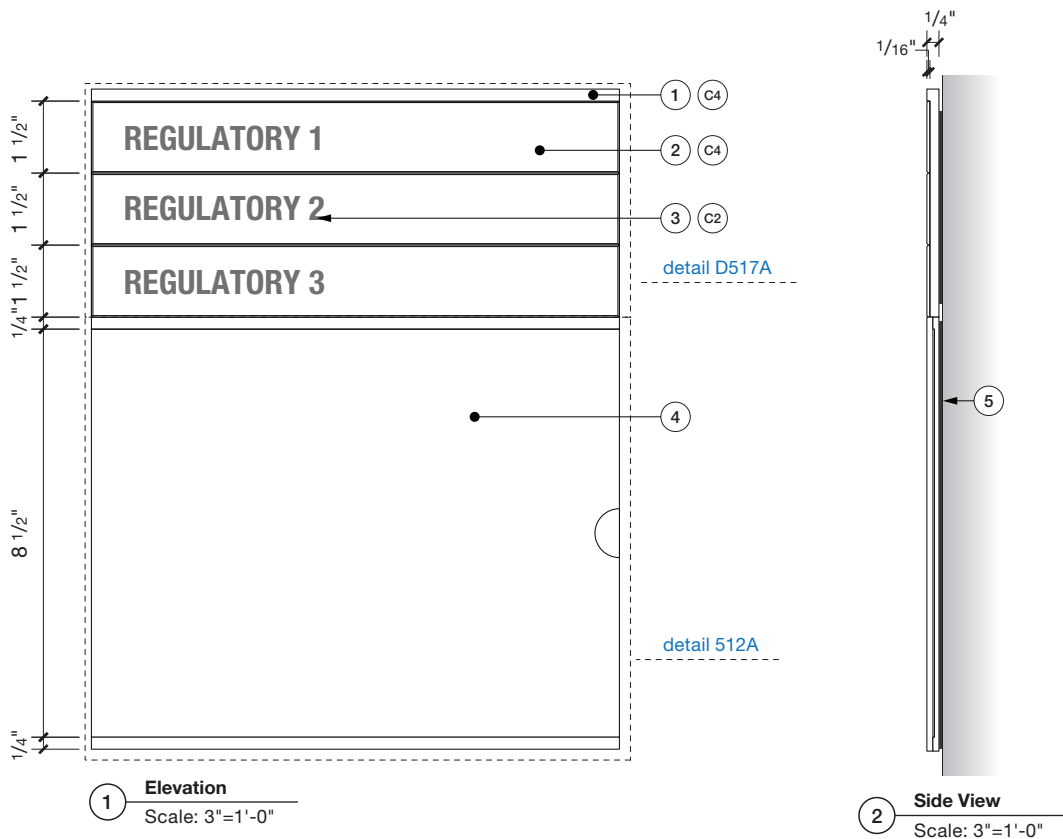 1/4"
1/16"
1 C4
1 1/2"
REGULATORY 1
2 C4
1 1/2"
REGULATORY 2
3 C2
1 1/2"
REGULATORY 3
detail D517A
1/4"
4
5
8 1/2"
detail 512A
1/4"
1 Elevation
Scale: 3"=1'-0"
2 Side View
Scale: 3"=1'-0"